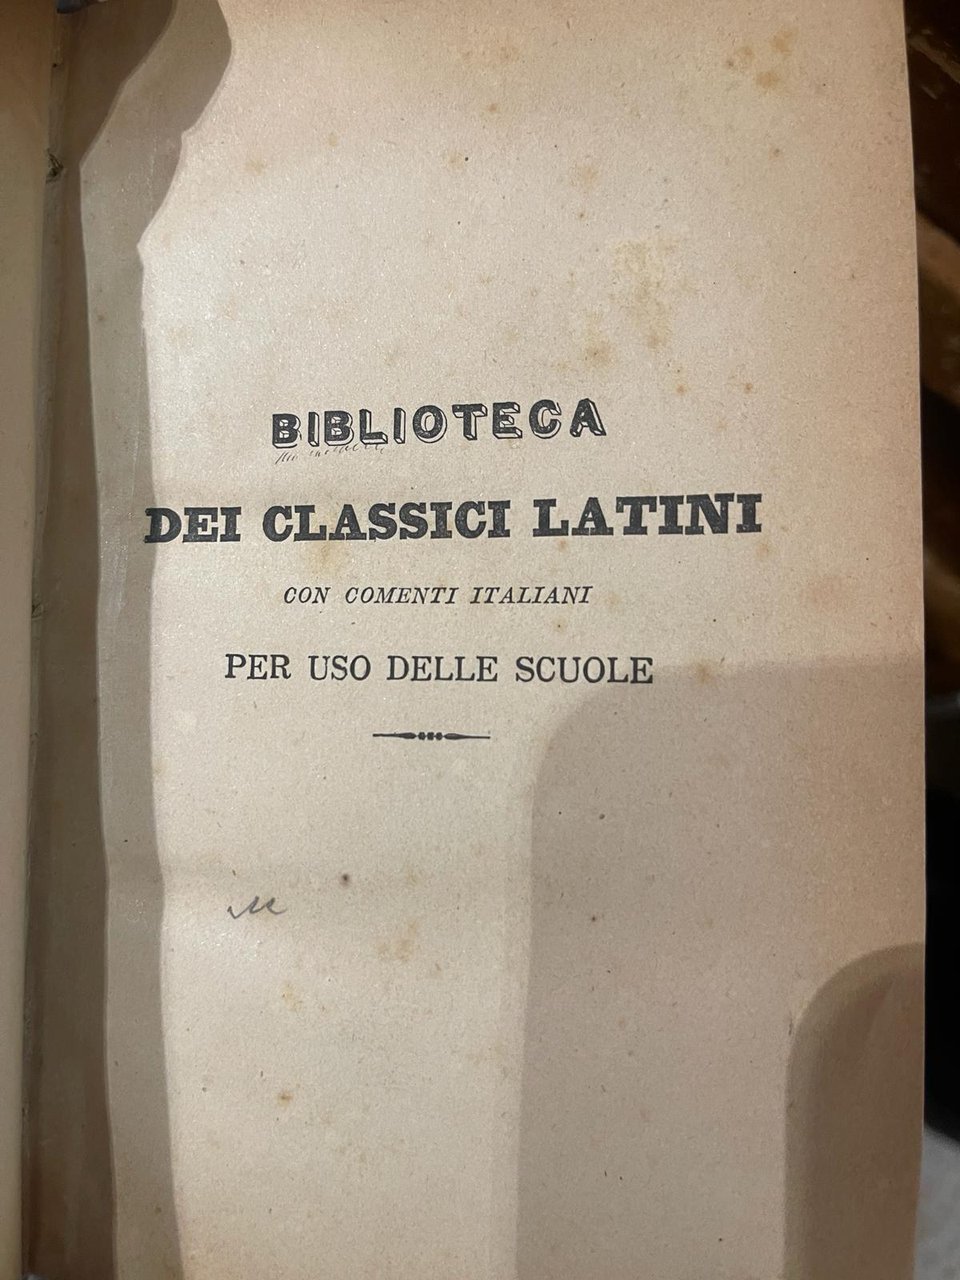 BIBLIOTECA
DEI CLASSICI LATINI
CON COMENTI ITALIANI
PER USO DELLE SCUOLE